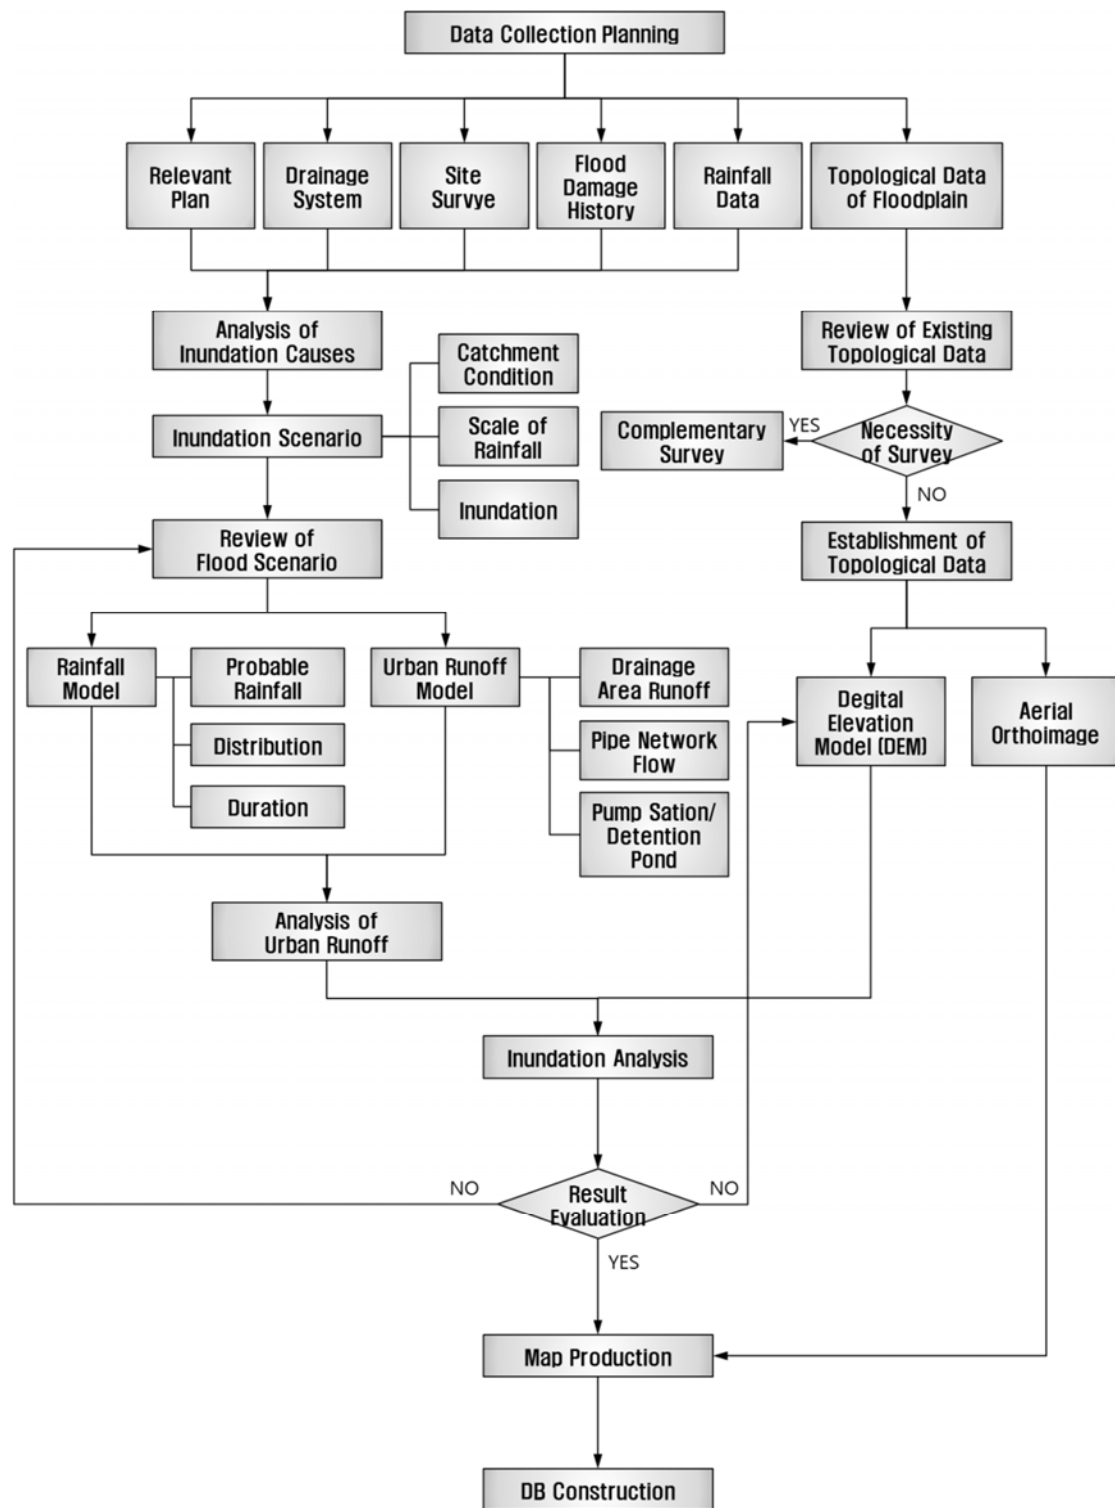 Data Collection Planning
Relevant
Plan
Drainage
System
Site
Survye
Flood
Damage
History
Rainfall
Data
Topological Data
of Floodplain
Analysis of
Inundation Causes
Review of Existing
Topological Data
Catchment
Condition
Inundation Scenario
Scale of
Rainfall
Inundation
Complementary
Survey
YES
Necessity
of Survey
NO
Review of
Flood Scenario
Establishment of
Topological Data
Rainfall
Model
Probable
Rainfall
Distribution
Duration
Urban Runoff
Model
Drainage
Area Runoff
Pipe Network
Flow
Pump Sation/
Detention
Pond
Degital
Elevation
Model (DEM)
Aerial
Orthoimage
Analysis of
Urban Runoff
Inundation Analysis
NO
Result
Evaluation
NO
YES
Map Production
DB Construction